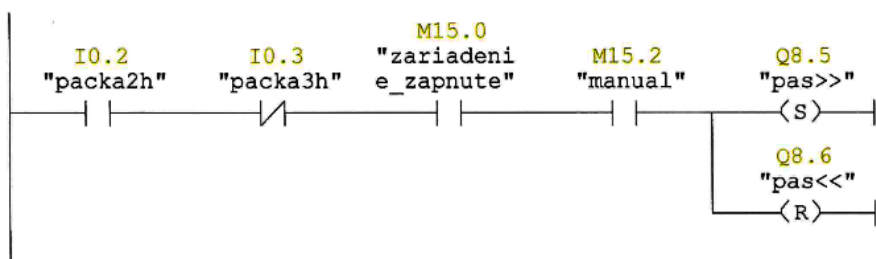 M15.0
I0.2 I0.3 "zariadeni M15.2 Q8.5
"packa2h" "packa3h" e_zapnute" "manual" "pas>>"
(S)
Q8.6
"pas<<"
(R)